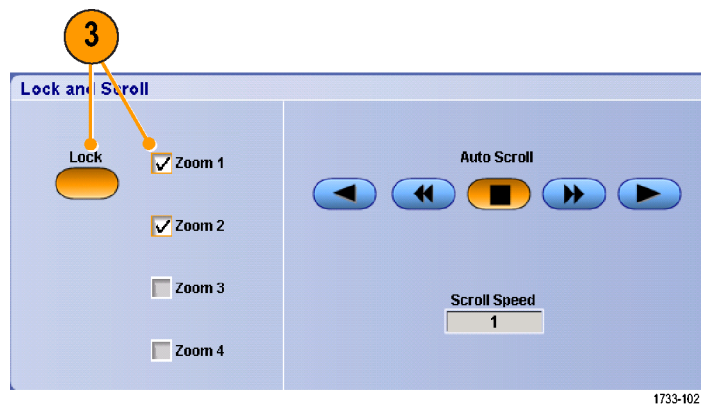 3
Lock and Scroll
Lock
Zoom 1
Zoom 2
Zoom 3
Zoom 4
Auto Scroll
Scroll Speed
1
1733-102